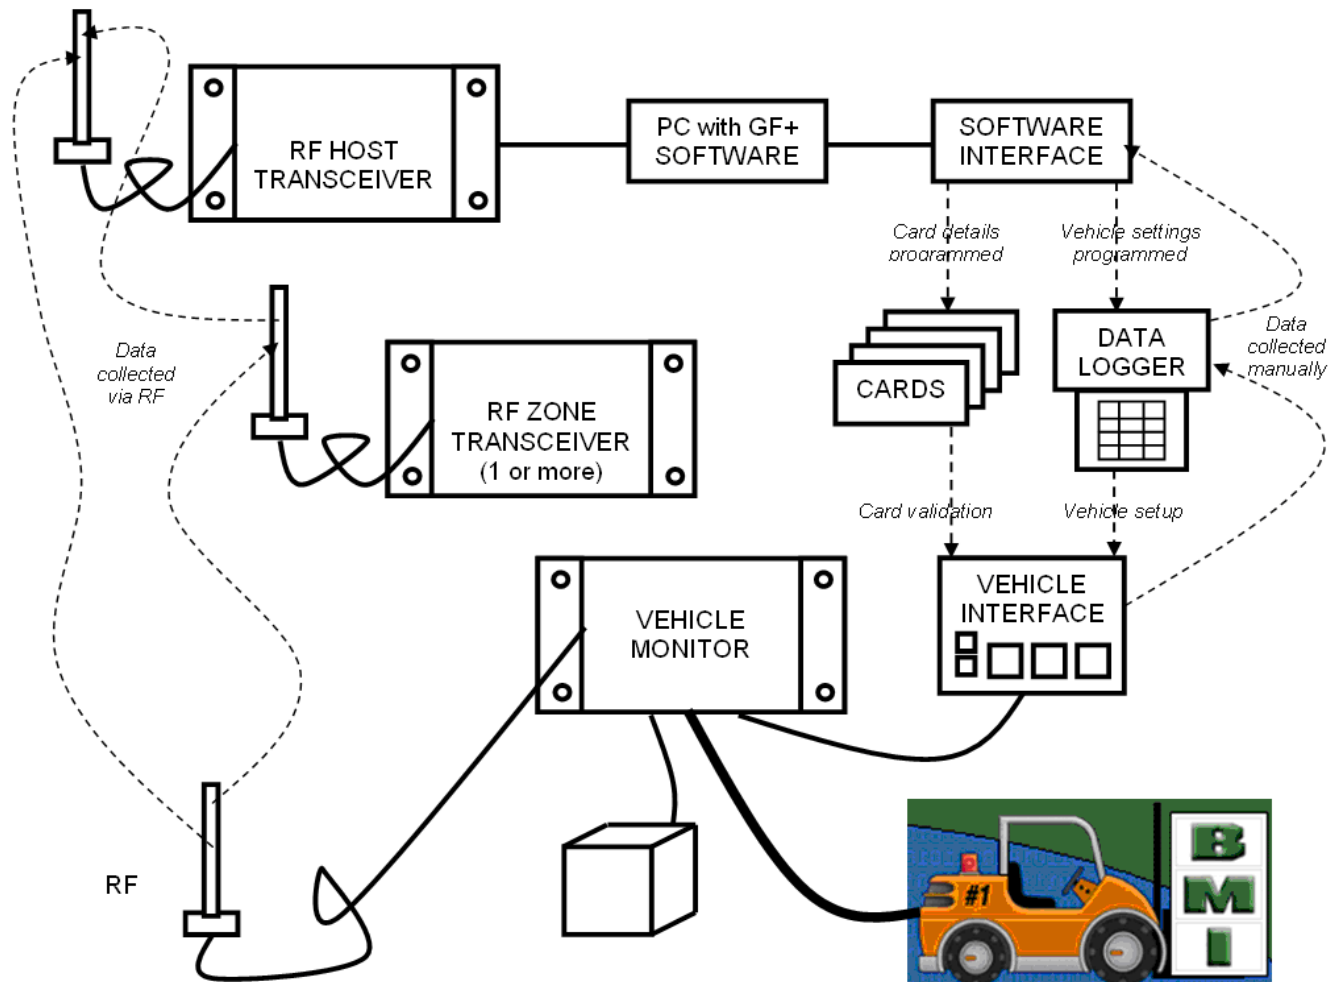 RF HOST
TRANSCEIVER
PC with GF+
SOFTWARE
SOFTWARE
INTERFACE
Card details
programmed
Vehicle settings
programmed
Data
collected
via RF
RF ZONE
TRANSCEIVER
(1 or more)
CARDS
DATA
LOGGER
Data
collected
manually
Card validation
Vehicle setup
VEHICLE
MONITOR
VEHICLE
INTERFACE
RF
#1
B
M
I